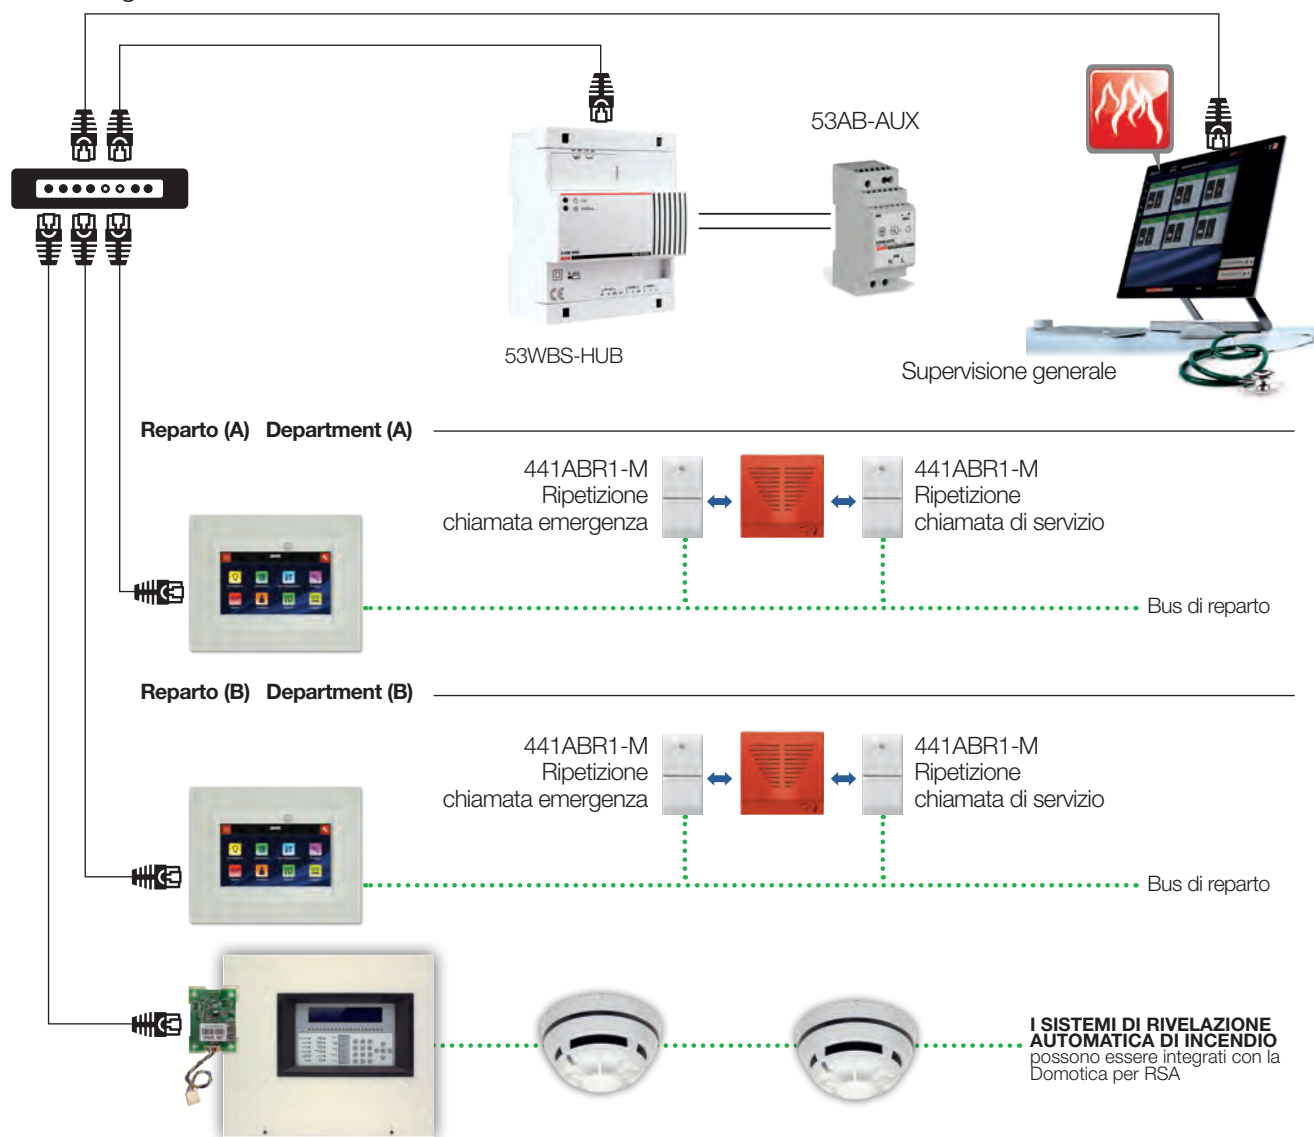 53AB-AUX
53WBS-HUB
Supervisione generale
Reparto (A) Department (A)
441ABR1-M
Ripetizione
chiamata emergenza
441ABR1-M
Ripetizione
chiamata di servizio
Bus di reparto
Reparto (B) Department (B)
441ABR1-M
Ripetizione
chiamata emergenza
441ABR1-M
Ripetizione
chiamata di servizio
Bus di reparto
I SISTEMI DI RIVELAZIONE
AUTOMATICA DI INCENDIO
possono essere integrati con la
Domotica per RSA